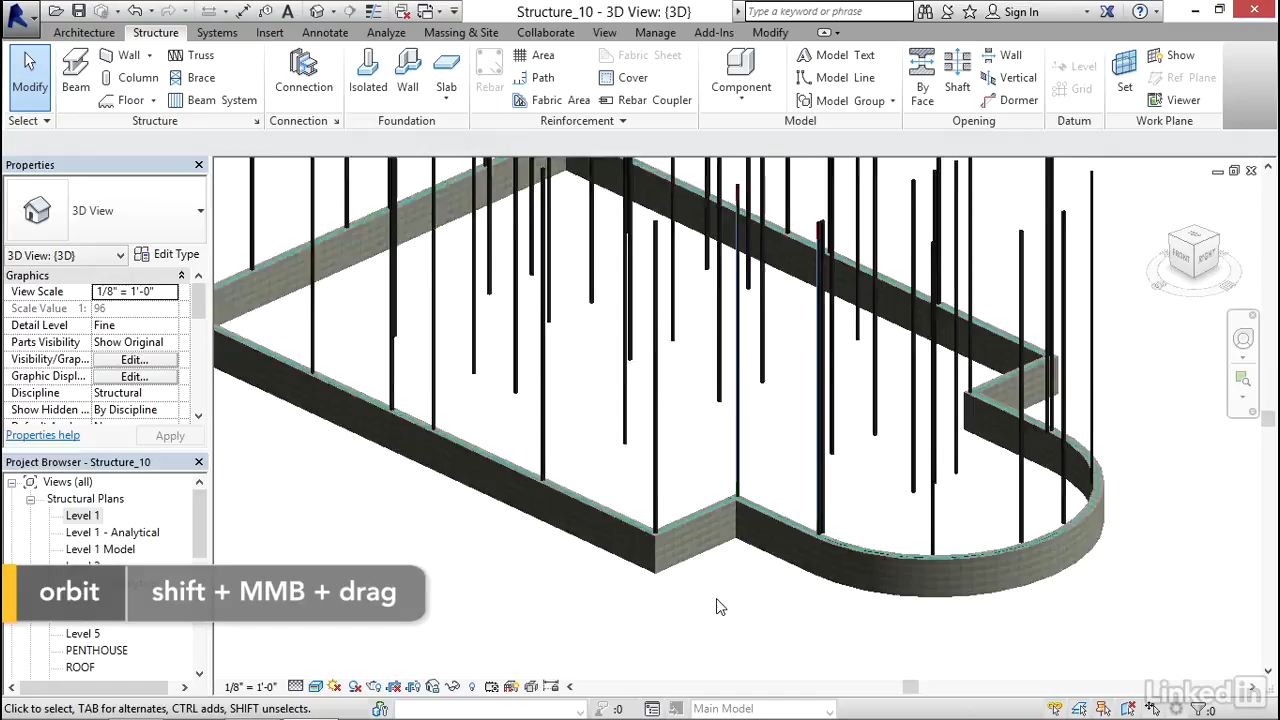 Structure_10 - 3D View: {3D}
Type a keyword or phrase
Sign In
Architecture Structure Systems Insert Annotate Analyze Massing & Site Collaborate View Manage Add-Ins Modify
Modify Beam Wall Truss Connection Isolated Wall Slab Rebar Area Fabric Sheet Component Model Text By Face Shaft Wall Level Set Show
Column Brace Path Cover Model Line Vertical Grid Ref Plane
Floor Beam System Fabric Area Rebar Coupler Model Group Dormer Viewer
Select Structure Connection Foundation Reinforcement Model Opening Datum Work Plane
Properties
3D View
3D View: {3D} Edit Type
Graphics
View Scale 1/8" = 1'-0"
Scale Value 1: 96
Detail Level Fine
Parts Visibility Show Original
Visibility/Grap... Edit...
Graphic Displ... Edit...
Discipline Structural
Show Hidden ... By Discipline
Properties help Apply
Project Browser - Structure_10
Views (all)
Structural Plans
Level 1
Level 1 - Analytical
Level 1 Model
orbit shift + MMB + drag
Level 5
PENTHOUSE
ROOF
TOP
FRONT RIGHT
1/8" = 1'-0"
Click to select, TAB for alternates, CTRL adds, SHIFT unselects.
:0 Main Model :0
LinkedIn